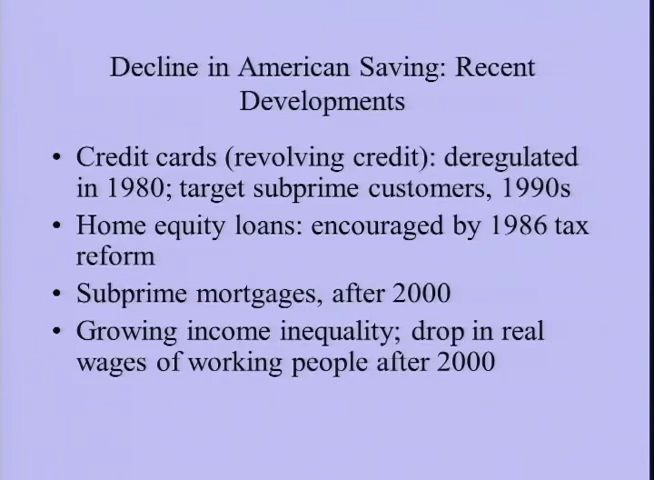 Decline in American Saving: Recent
Developments
• Credit cards (revolving credit): deregulated
in 1980; target subprime customers, 1990s
• Home equity loans: encouraged by 1986 tax
reform
• Subprime mortgages, after 2000
• Growing income inequality; drop in real
wages of working people after 2000